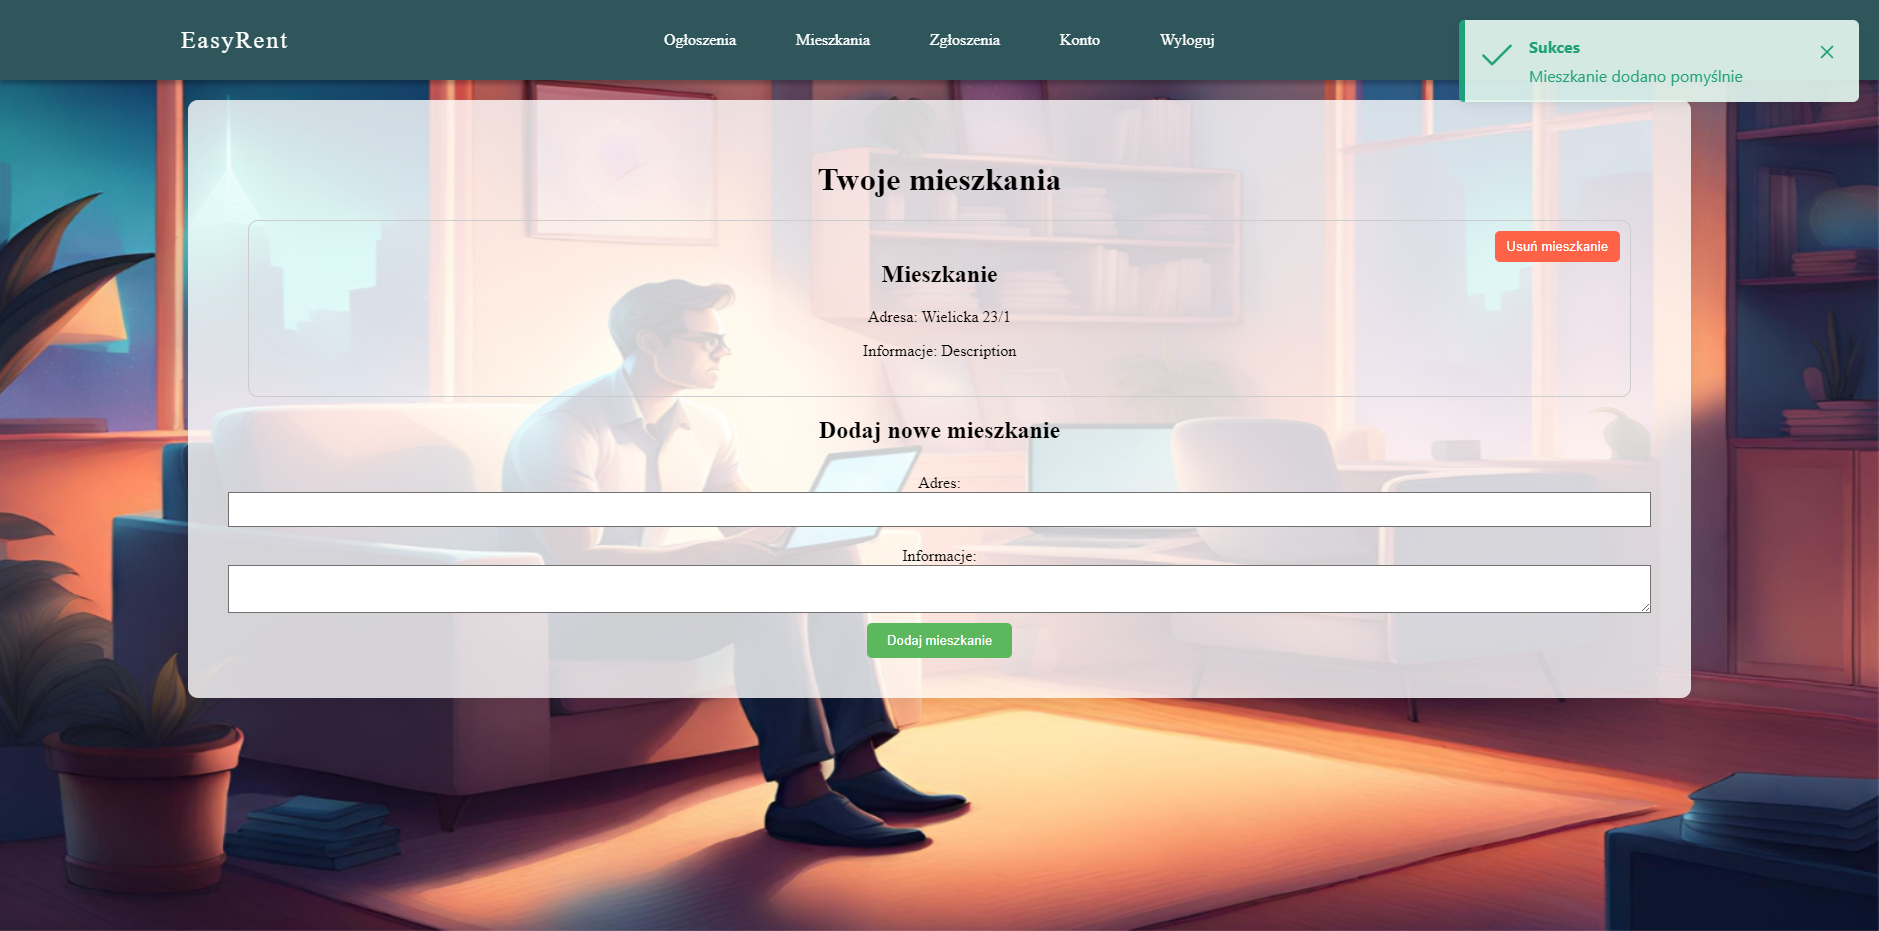 EasyRent
Ogłoszenia
Mieszkania
Zgłoszenia
Konto
Wyloguj
Sukces
Mieszkanie dodano pomyślnie
Twoje mieszkania
Usuń mieszkanie
Mieszkanie
Adresa: Wielicka 23/1
Informacje: Description
Dodaj nowe mieszkanie
Adres:
Informacje:
Dodaj mieszkanie